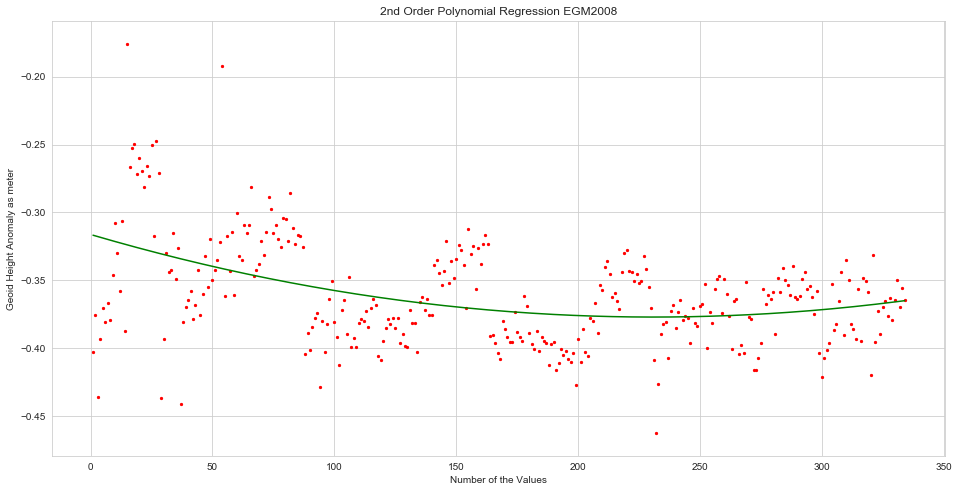 2nd Order Polynomial Regression EGM2008
Geoid Height Anomaly as meter
−0.20
−0.25
−0.30
−0.35
−0.40
−0.45
0 50 100 150 200 250 300 350
Number of the Values